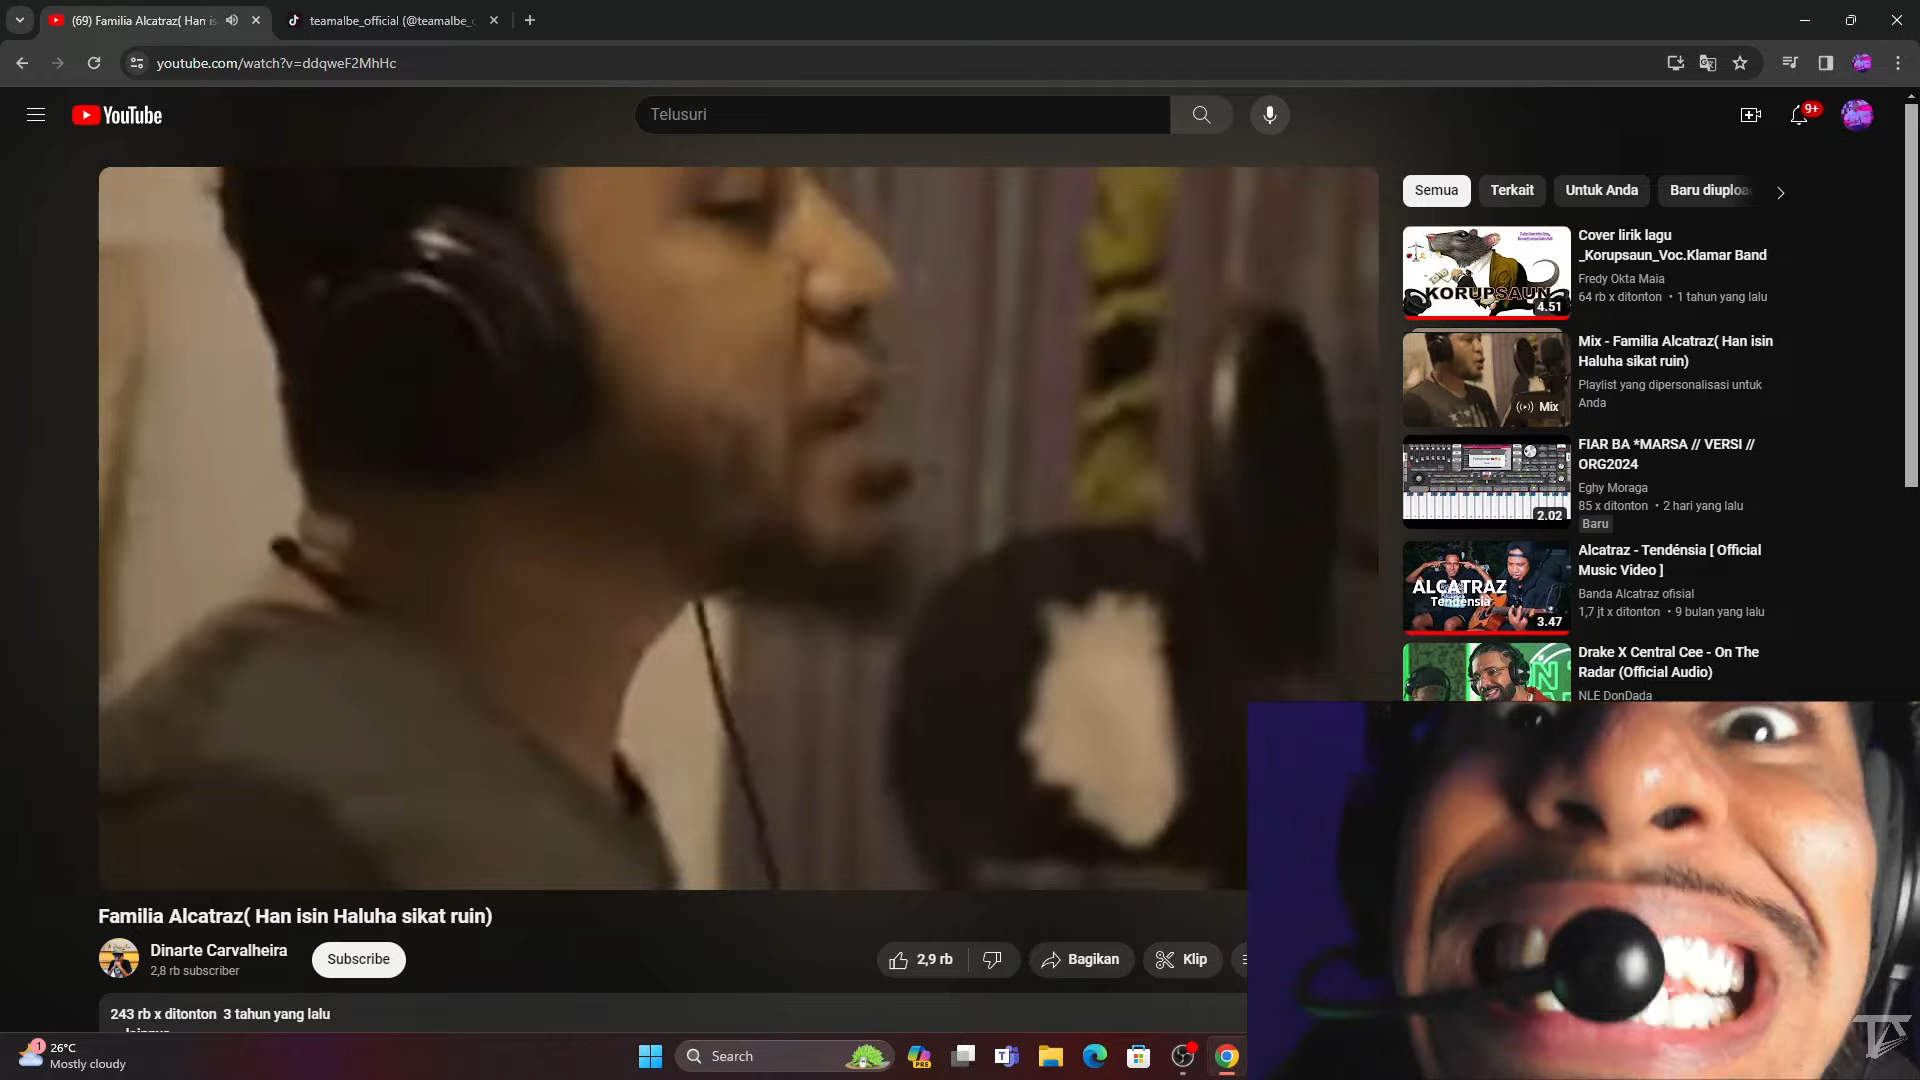 (69) Familia Alcatraz( Han is
teamalbe_official (@teamalbe_
youtube.com/watch?v=ddqweF2MhHc
YouTube
Telusuri
9+
Semua
Terkait
Untuk Anda
Baru diuploa
KORUPSAUN
4.51
Cover lirik lagu
_Korupsaun_Voc.Klamar Band
Fredy Okta Maia
64 rb x ditonton • 1 tahun yang lalu
Mix
Mix - Familia Alcatraz( Han isin
Haluha sikat ruin)
Playlist yang dipersonalisasi untuk
Anda
2.02
FIAR BA *MARSA // VERSI //
ORG2024
Eghy Moraga
85 x ditonton • 2 hari yang lalu
Baru
ALCATRAZ
Tendensia
3.47
Alcatraz - Tendénsia [ Official
Music Video ]
Banda Alcatraz ofisial
1,7 jt x ditonton • 9 bulan yang lalu
Drake X Central Cee - On The
Radar (Official Audio)
NLE DonDada
Familia Alcatraz( Han isin Haluha sikat ruin)
Dinarte Carvalheira
2,8 rb subscriber
Subscribe
2,9 rb
Bagikan
Klip
243 rb x ditonton 3 tahun yang lalu
1
26°C
Mostly cloudy
Search
PRE